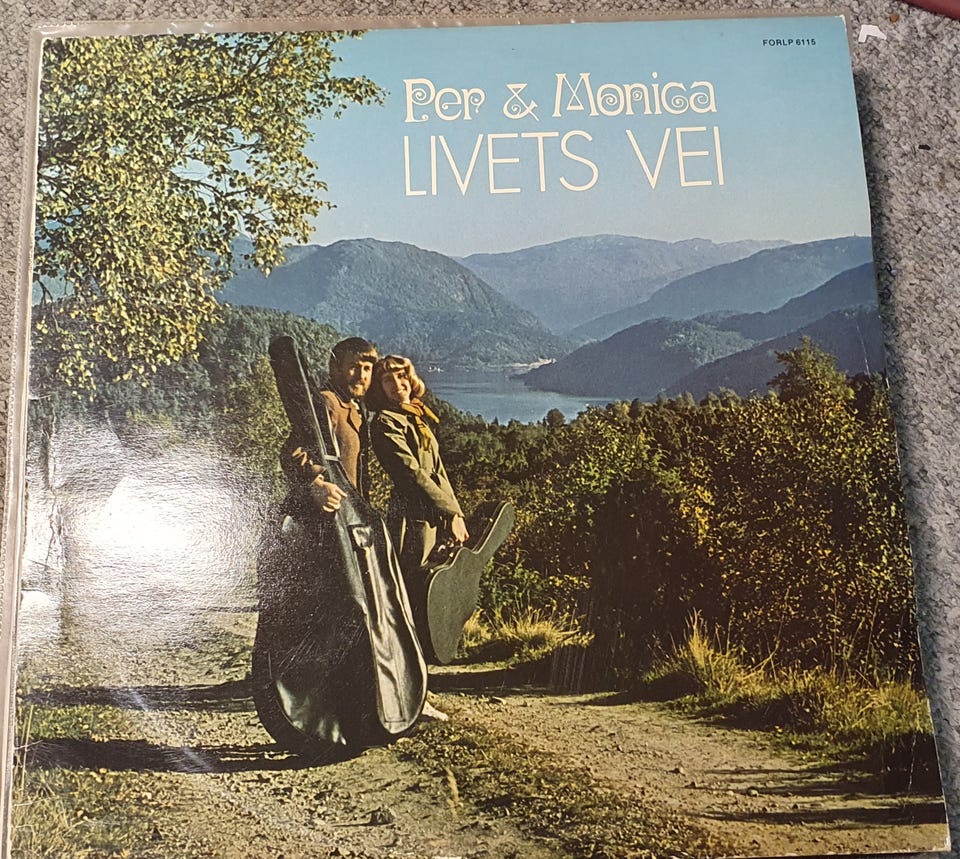 FORLP 6115
Per & Monica
LIVETS VEI